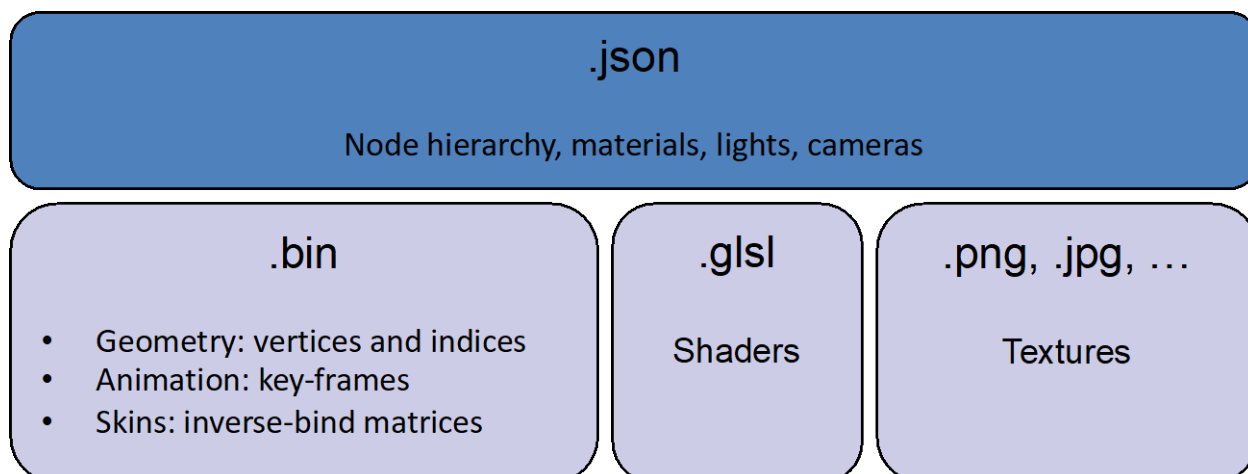 .json
Node hierarchy, materials, lights, cameras
.bin
• Geometry: vertices and indices
• Animation: key-frames
• Skins: inverse-bind matrices
.glsl
Shaders
.png, .jpg, …
Textures